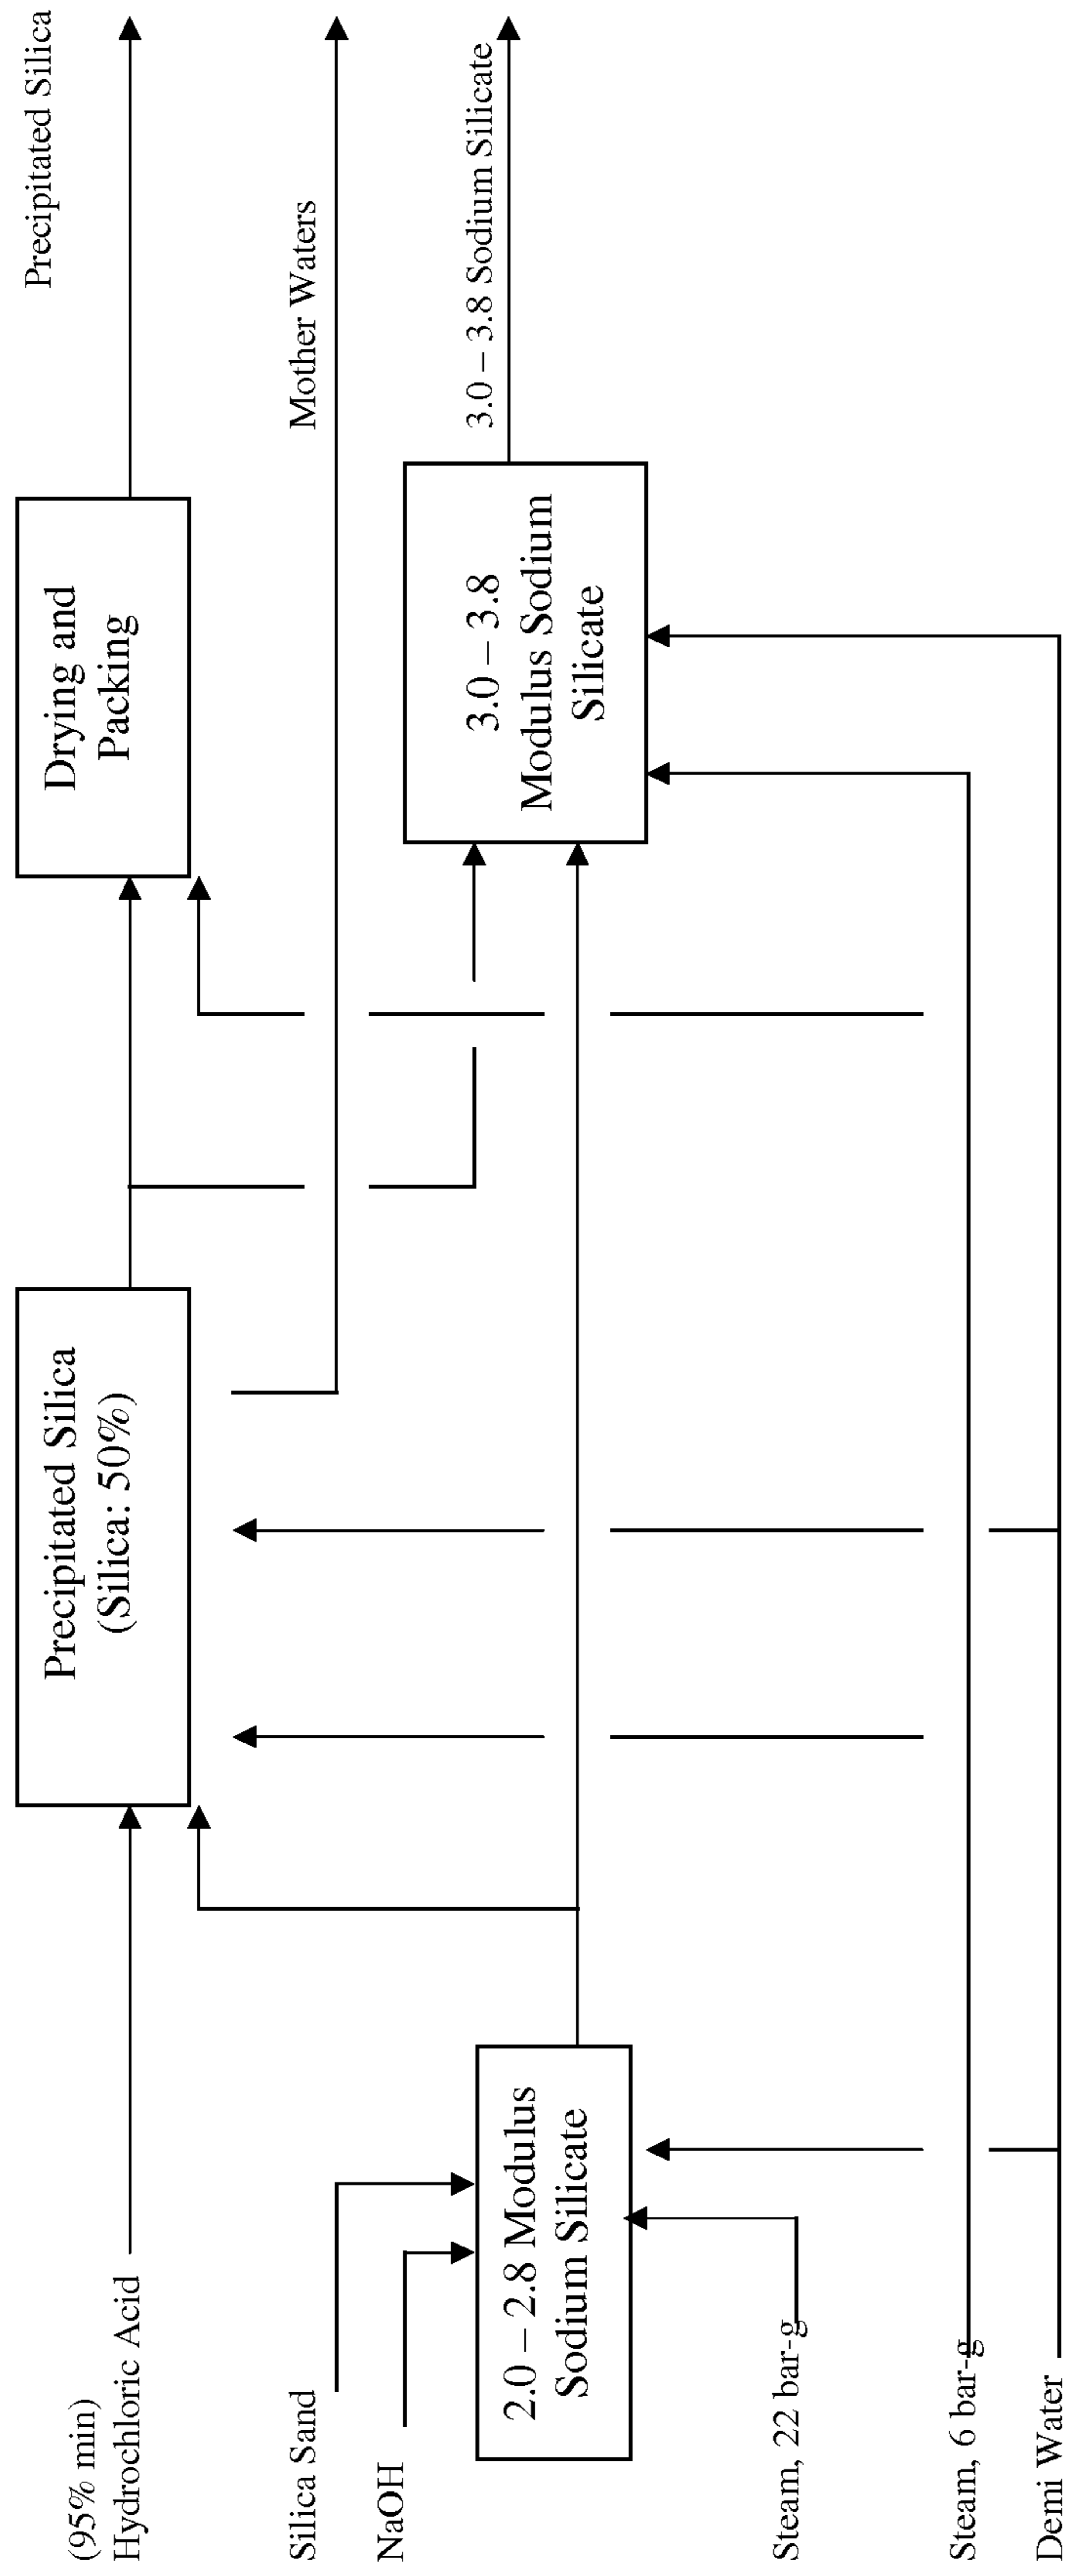 (95% min)
Hydrochloric Acid
Silica Sand
NaOH
Steam, 22 bar-g
Steam, 6 bar-g
Demi Water
2.0 – 2.8 Modulus
Sodium Silicate
Precipitated Silica
(Silica: 50%)
Drying and
Packing
3.0 – 3.8
Modulus Sodium
Silicate
Precipitated Silica
Mother Waters
3.0 – 3.8 Sodium Silicate